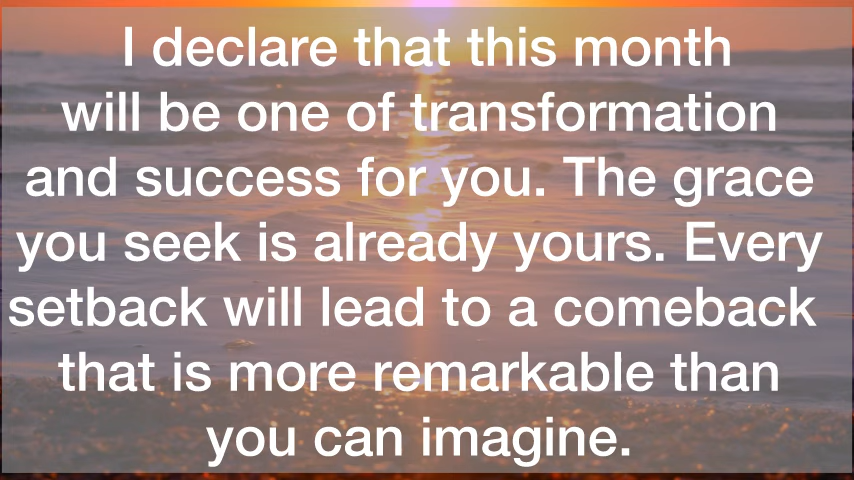 I declare that this month
will be one of transformation
and success for you. The grace
you seek is already yours. Every
setback will lead to a comeback
that is more remarkable than
you can imagine.